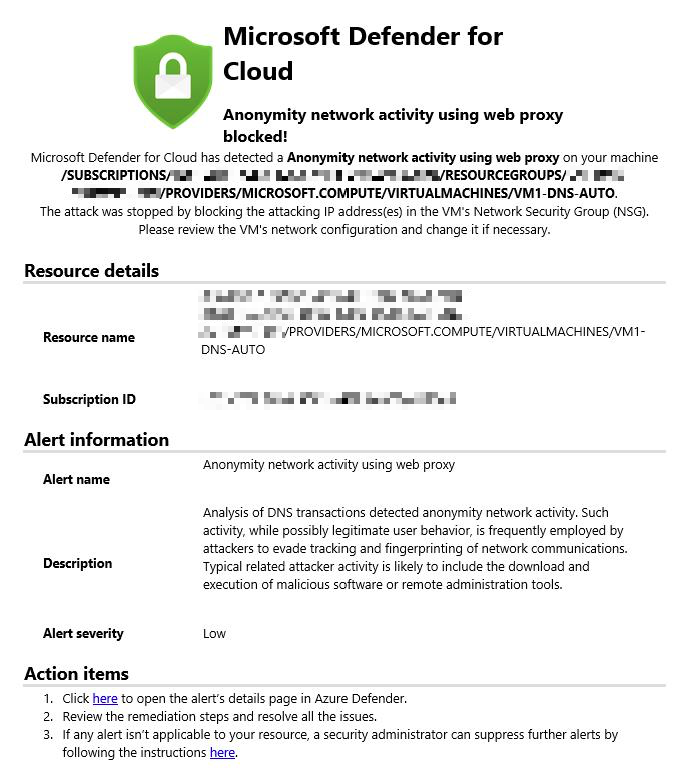 Microsoft Defender for
Cloud
Anonymity network activity using web proxy
blocked!
Microsoft Defender for Cloud has detected a Anonymity network activity using web proxy on your machine
/SUBSCRIPTIONS/ /RESOURCEGROUPS/
/PROVIDERS/MICROSOFT.COMPUTE/VIRTUALMACHINES/VM1-DNS-AUTO.
The attack was stopped by blocking the attacking IP address(es) in the VM's Network Security Group (NSG).
Please review the VM's network configuration and change it if necessary.
Resource details
Resource name
/PROVIDERS/MICROSOFT.COMPUTE/VIRTUALMACHINES/VM1-
DNS-AUTO
Subscription ID
Alert information
Alert name
Anonymity network activity using web proxy
Description
Analysis of DNS transactions detected anonymity network activity. Such
activity, while possibly legitimate user behavior, is frequently employed by
attackers to evade tracking and fingerprinting of network communications.
Typical related attacker activity is likely to include the download and
execution of malicious software or remote administration tools.
Alert severity
Low
Action items
1. Click here to open the alert's details page in Azure Defender.
2. Review the remediation steps and resolve all the issues.
3. If any alert isn't applicable to your resource, a security administrator can suppress further alerts by
following the instructions here.